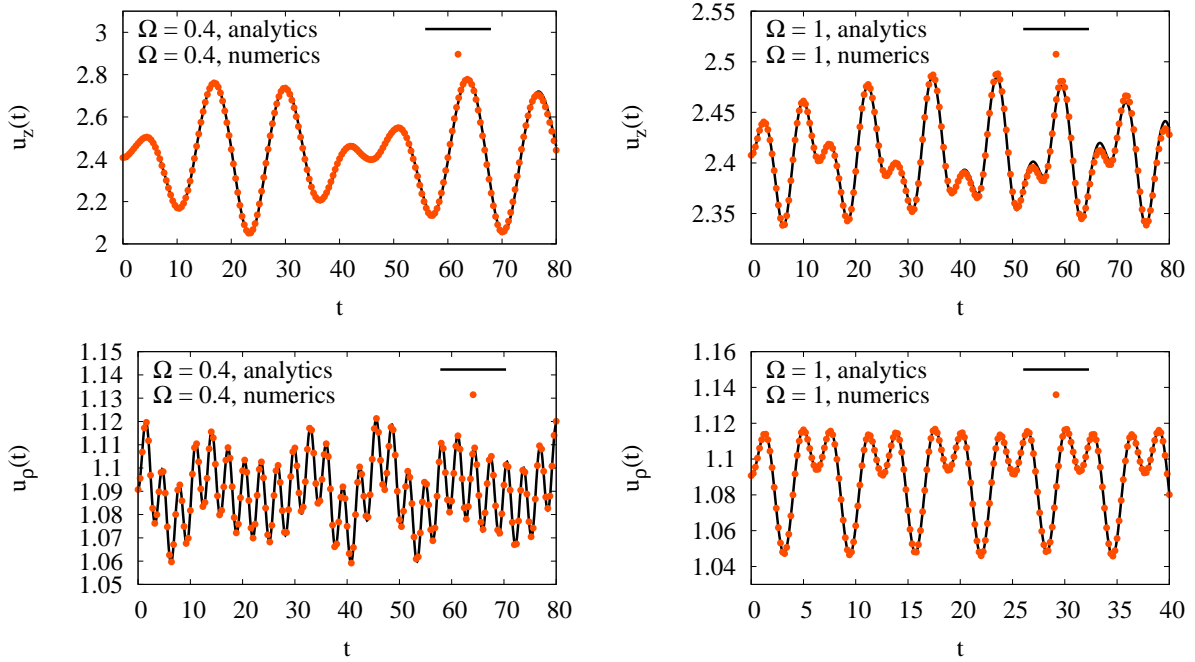 Ω = 0.4, analytics
Ω = 0.4, numerics
u_z(t)
3
2.8
2.6
2.4
2.2
2
0 10 20 30 40 50 60 70 80
t
Ω = 1, analytics
Ω = 1, numerics
u_z(t)
2.55
2.5
2.45
2.4
2.35
0 10 20 30 40 50 60 70 80
t
Ω = 0.4, analytics
Ω = 0.4, numerics
u_ρ(t)
1.15
1.14
1.13
1.12
1.11
1.1
1.09
1.08
1.07
1.06
1.05
0 10 20 30 40 50 60 70 80
t
Ω = 1, analytics
Ω = 1, numerics
u_ρ(t)
1.16
1.14
1.12
1.1
1.08
1.06
1.04
0 5 10 15 20 25 30 35 40
t